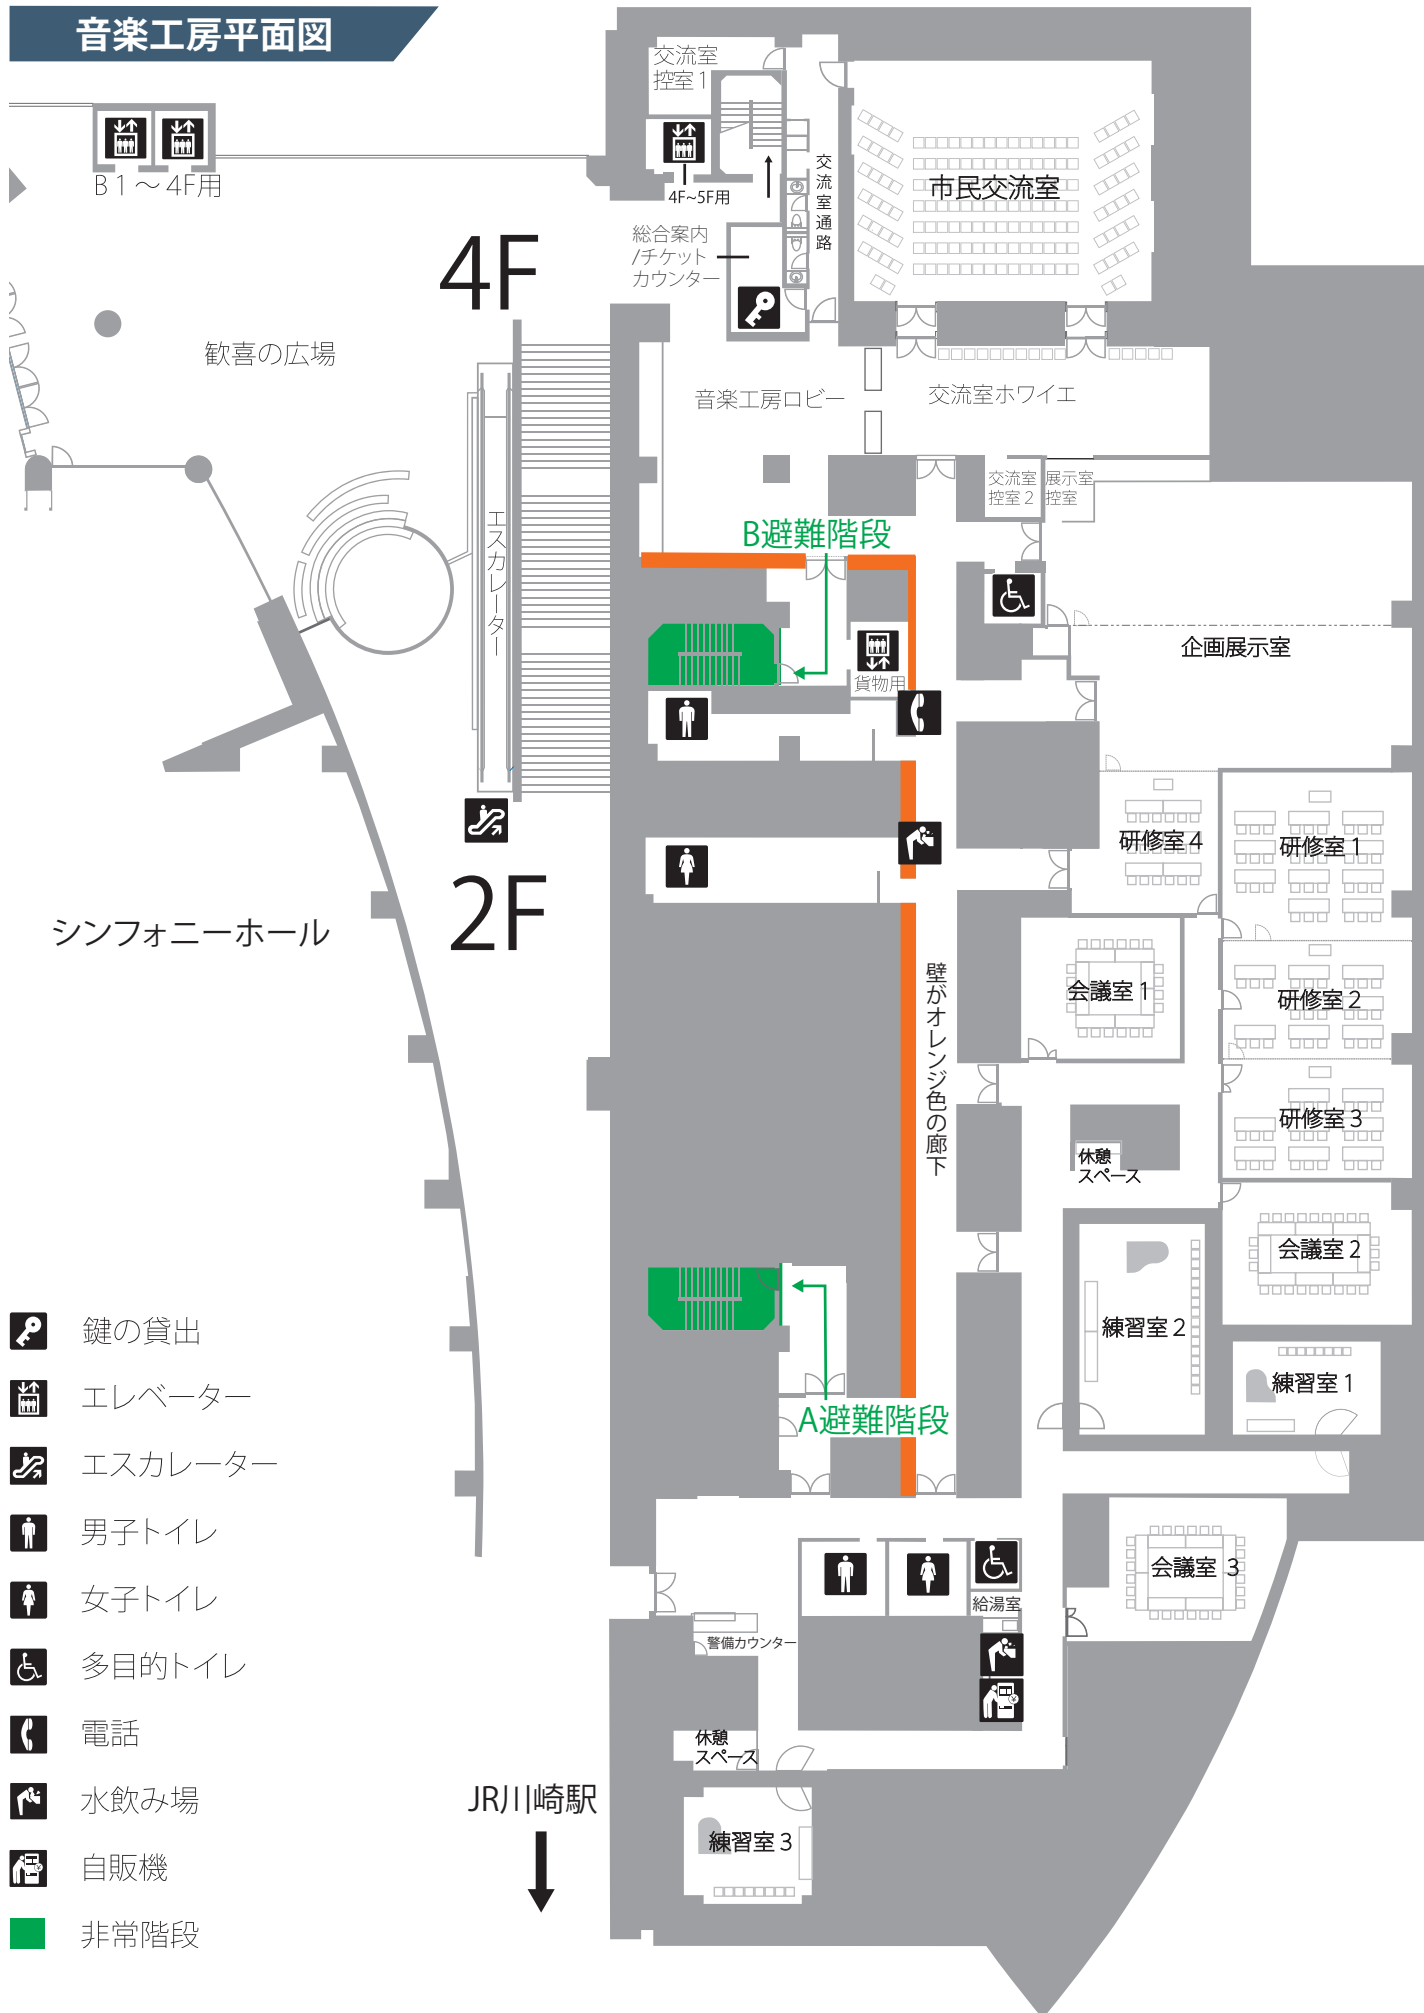 音楽工房平面図
交流室
控室1
B1～4F用
4F~5F用
交流室通路
市民交流室
総合案内
/チケット
カウンター
4F
歓喜の広場
音楽工房ロビー
交流室ホワイエ
交流室
控室2
展示室
控室
エスカレーター
B避難階段
企画展示室
貨物用
研修室4
研修室1
2F
シンフォニーホール
壁がオレンジ色の廊下
会議室1
研修室2
研修室3
休憩
スペース
会議室2
練習室2
練習室1
A避難階段
会議室 3
給湯室
警備カウンター
休憩
スペース
JR川崎駅
練習室3
鍵の貸出
エレベーター
エスカレーター
男子トイレ
女子トイレ
多目的トイレ
電話
水飲み場
自販機
非常階段